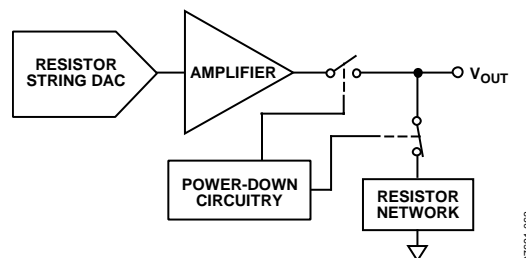 RESISTOR
STRING DAC
AMPLIFIER
VOUT
POWER-DOWN
CIRCUITRY
RESISTOR
NETWORK